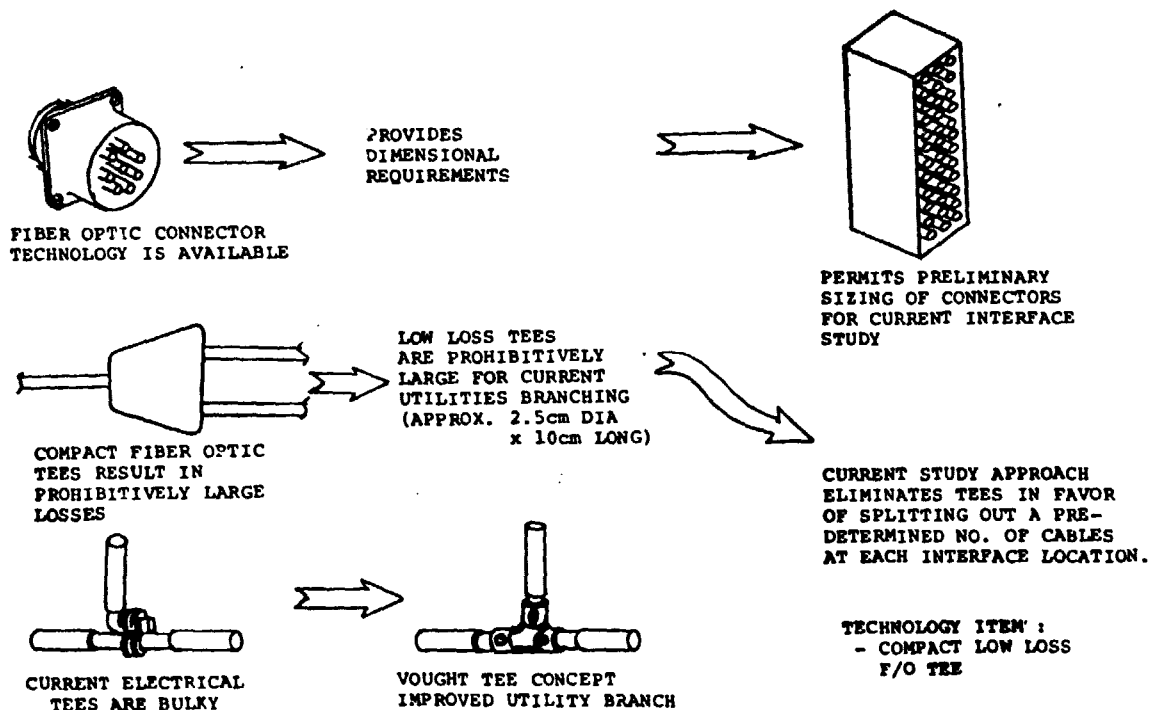 FIBER OPTIC CONNECTOR
TECHNOLOGY IS AVAILABLE
PROVIDES
DIMENSIONAL
REQUIREMENTS
PERMITS PRELIMINARY
SIZING OF CONNECTORS
FOR CURRENT INTERFACE
STUDY
COMPACT FIBER OPTIC
TEES RESULT IN
PROHIBITIVELY LARGE
LOSSES
LOW LOSS TEES
ARE PROHIBITIVELY
LARGE FOR CURRENT
UTILITIES BRANCHING
(APPROX. 2.5cm DIA
x 10cm LONG)
CURRENT STUDY APPROACH
ELIMINATES TEES IN FAVOR
OF SPLITTING OUT A PRE-
DETERMINED NO. OF CABLES
AT EACH INTERFACE LOCATION.
CURRENT ELECTRICAL
TEES ARE BULKY
VOUGHT TEE CONCEPT
IMPROVED UTILITY BRANCH
TECHNOLOGY ITEM:
- COMPACT LOW LOSS
F/O TEE